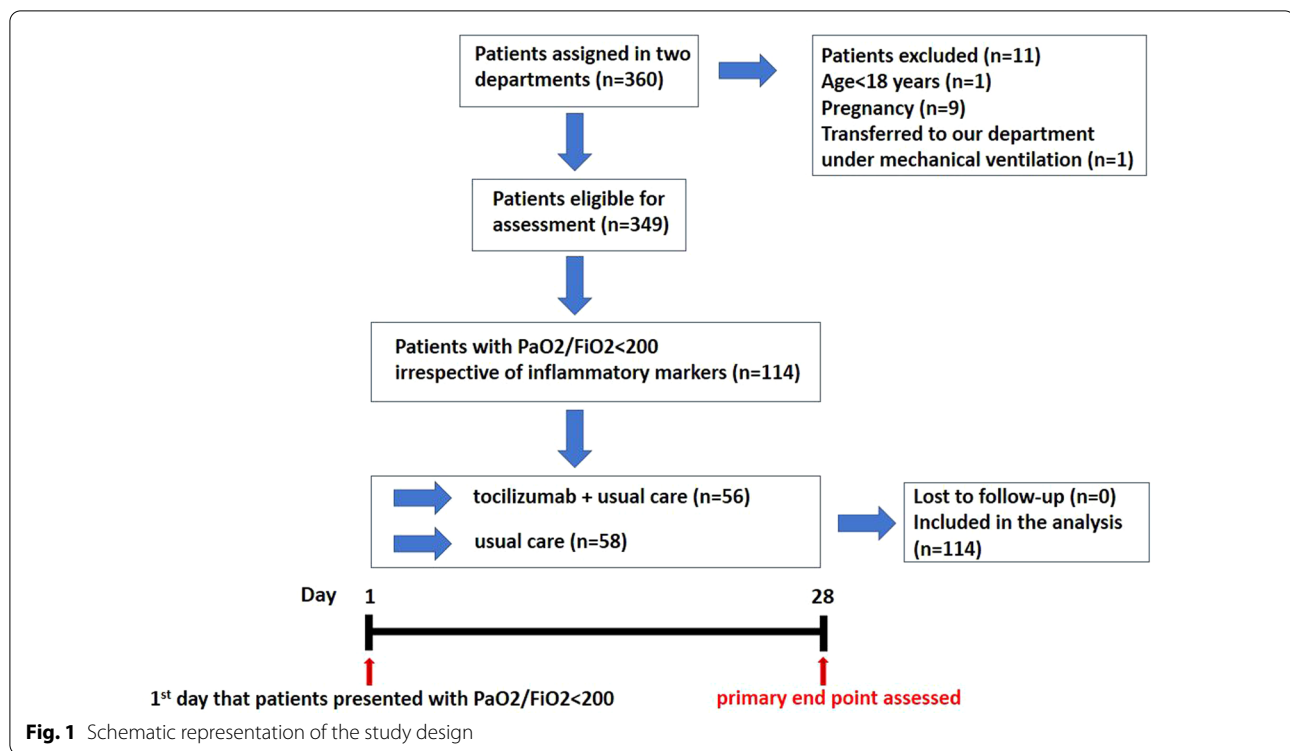 Patients assigned in two
departments (n=360)
Patients excluded (n=11)
Age<18 years (n=1)
Pregnancy (n=9)
Transferred to our department
under mechanical ventilation (n=1)
Patients eligible for
assessment (n=349)
Patients with PaO2/FiO2<200
irrespective of inflammatory markers (n=114)
tocilizumab + usual care (n=56)
usual care (n=58)
Lost to follow-up (n=0)
Included in the analysis
(n=114)
Day 1 28
1st day that patients presented with PaO2/FiO2<200
primary end point assessed
Fig. 1 Schematic representation of the study design